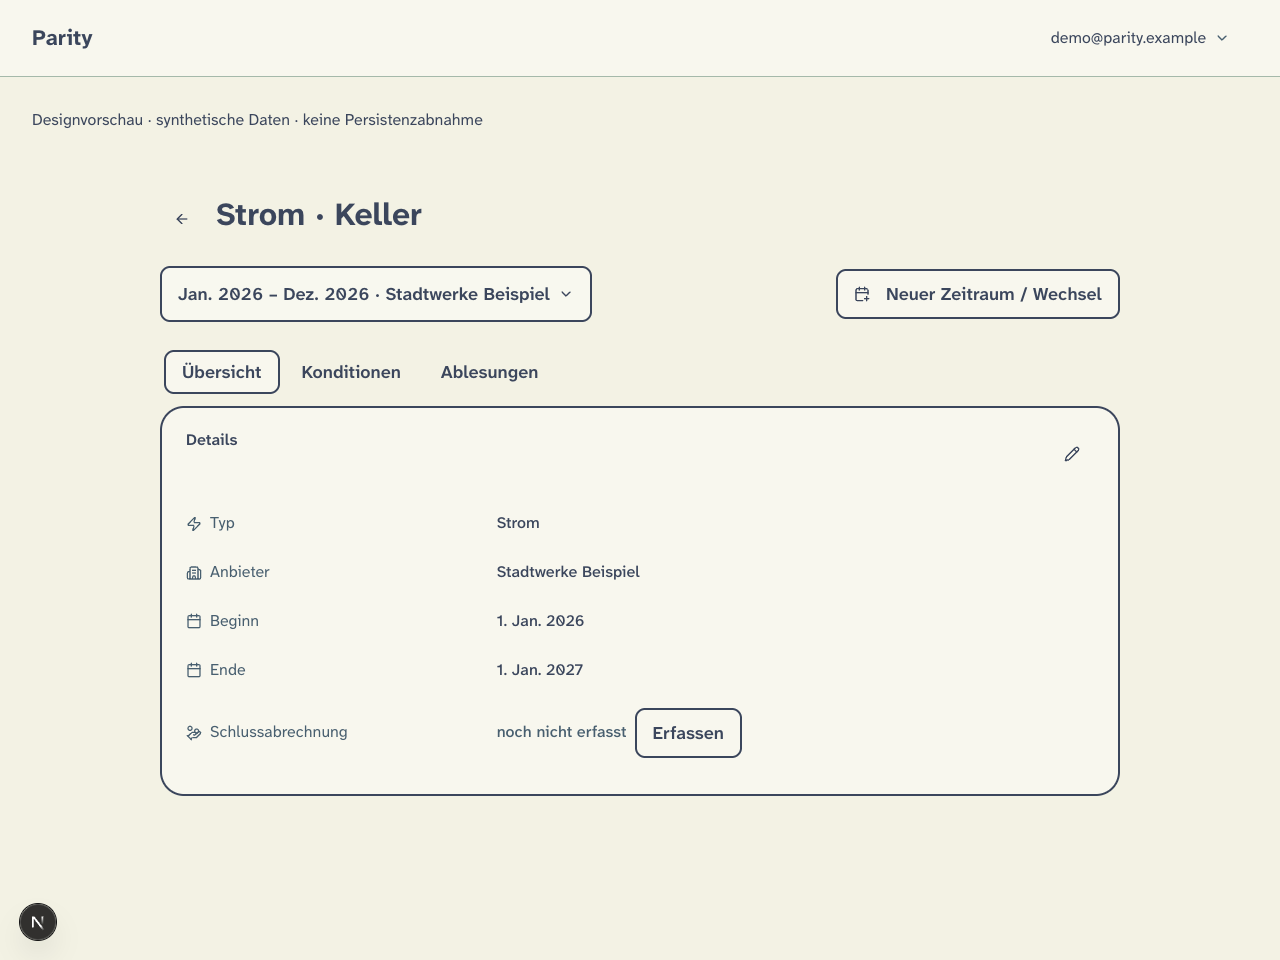 Parity
demo@parity.example
Designvorschau · synthetische Daten · keine Persistenzabnahme
Strom · Keller
Jan. 2026 – Dez. 2026 · Stadtwerke Beispiel
Neuer Zeitraum / Wechsel
Übersicht
Konditionen
Ablesungen
Details
Typ
Strom
Anbieter
Stadtwerke Beispiel
Beginn
1. Jan. 2026
Ende
1. Jan. 2027
Schlussabrechnung
noch nicht erfasst
Erfassen
N